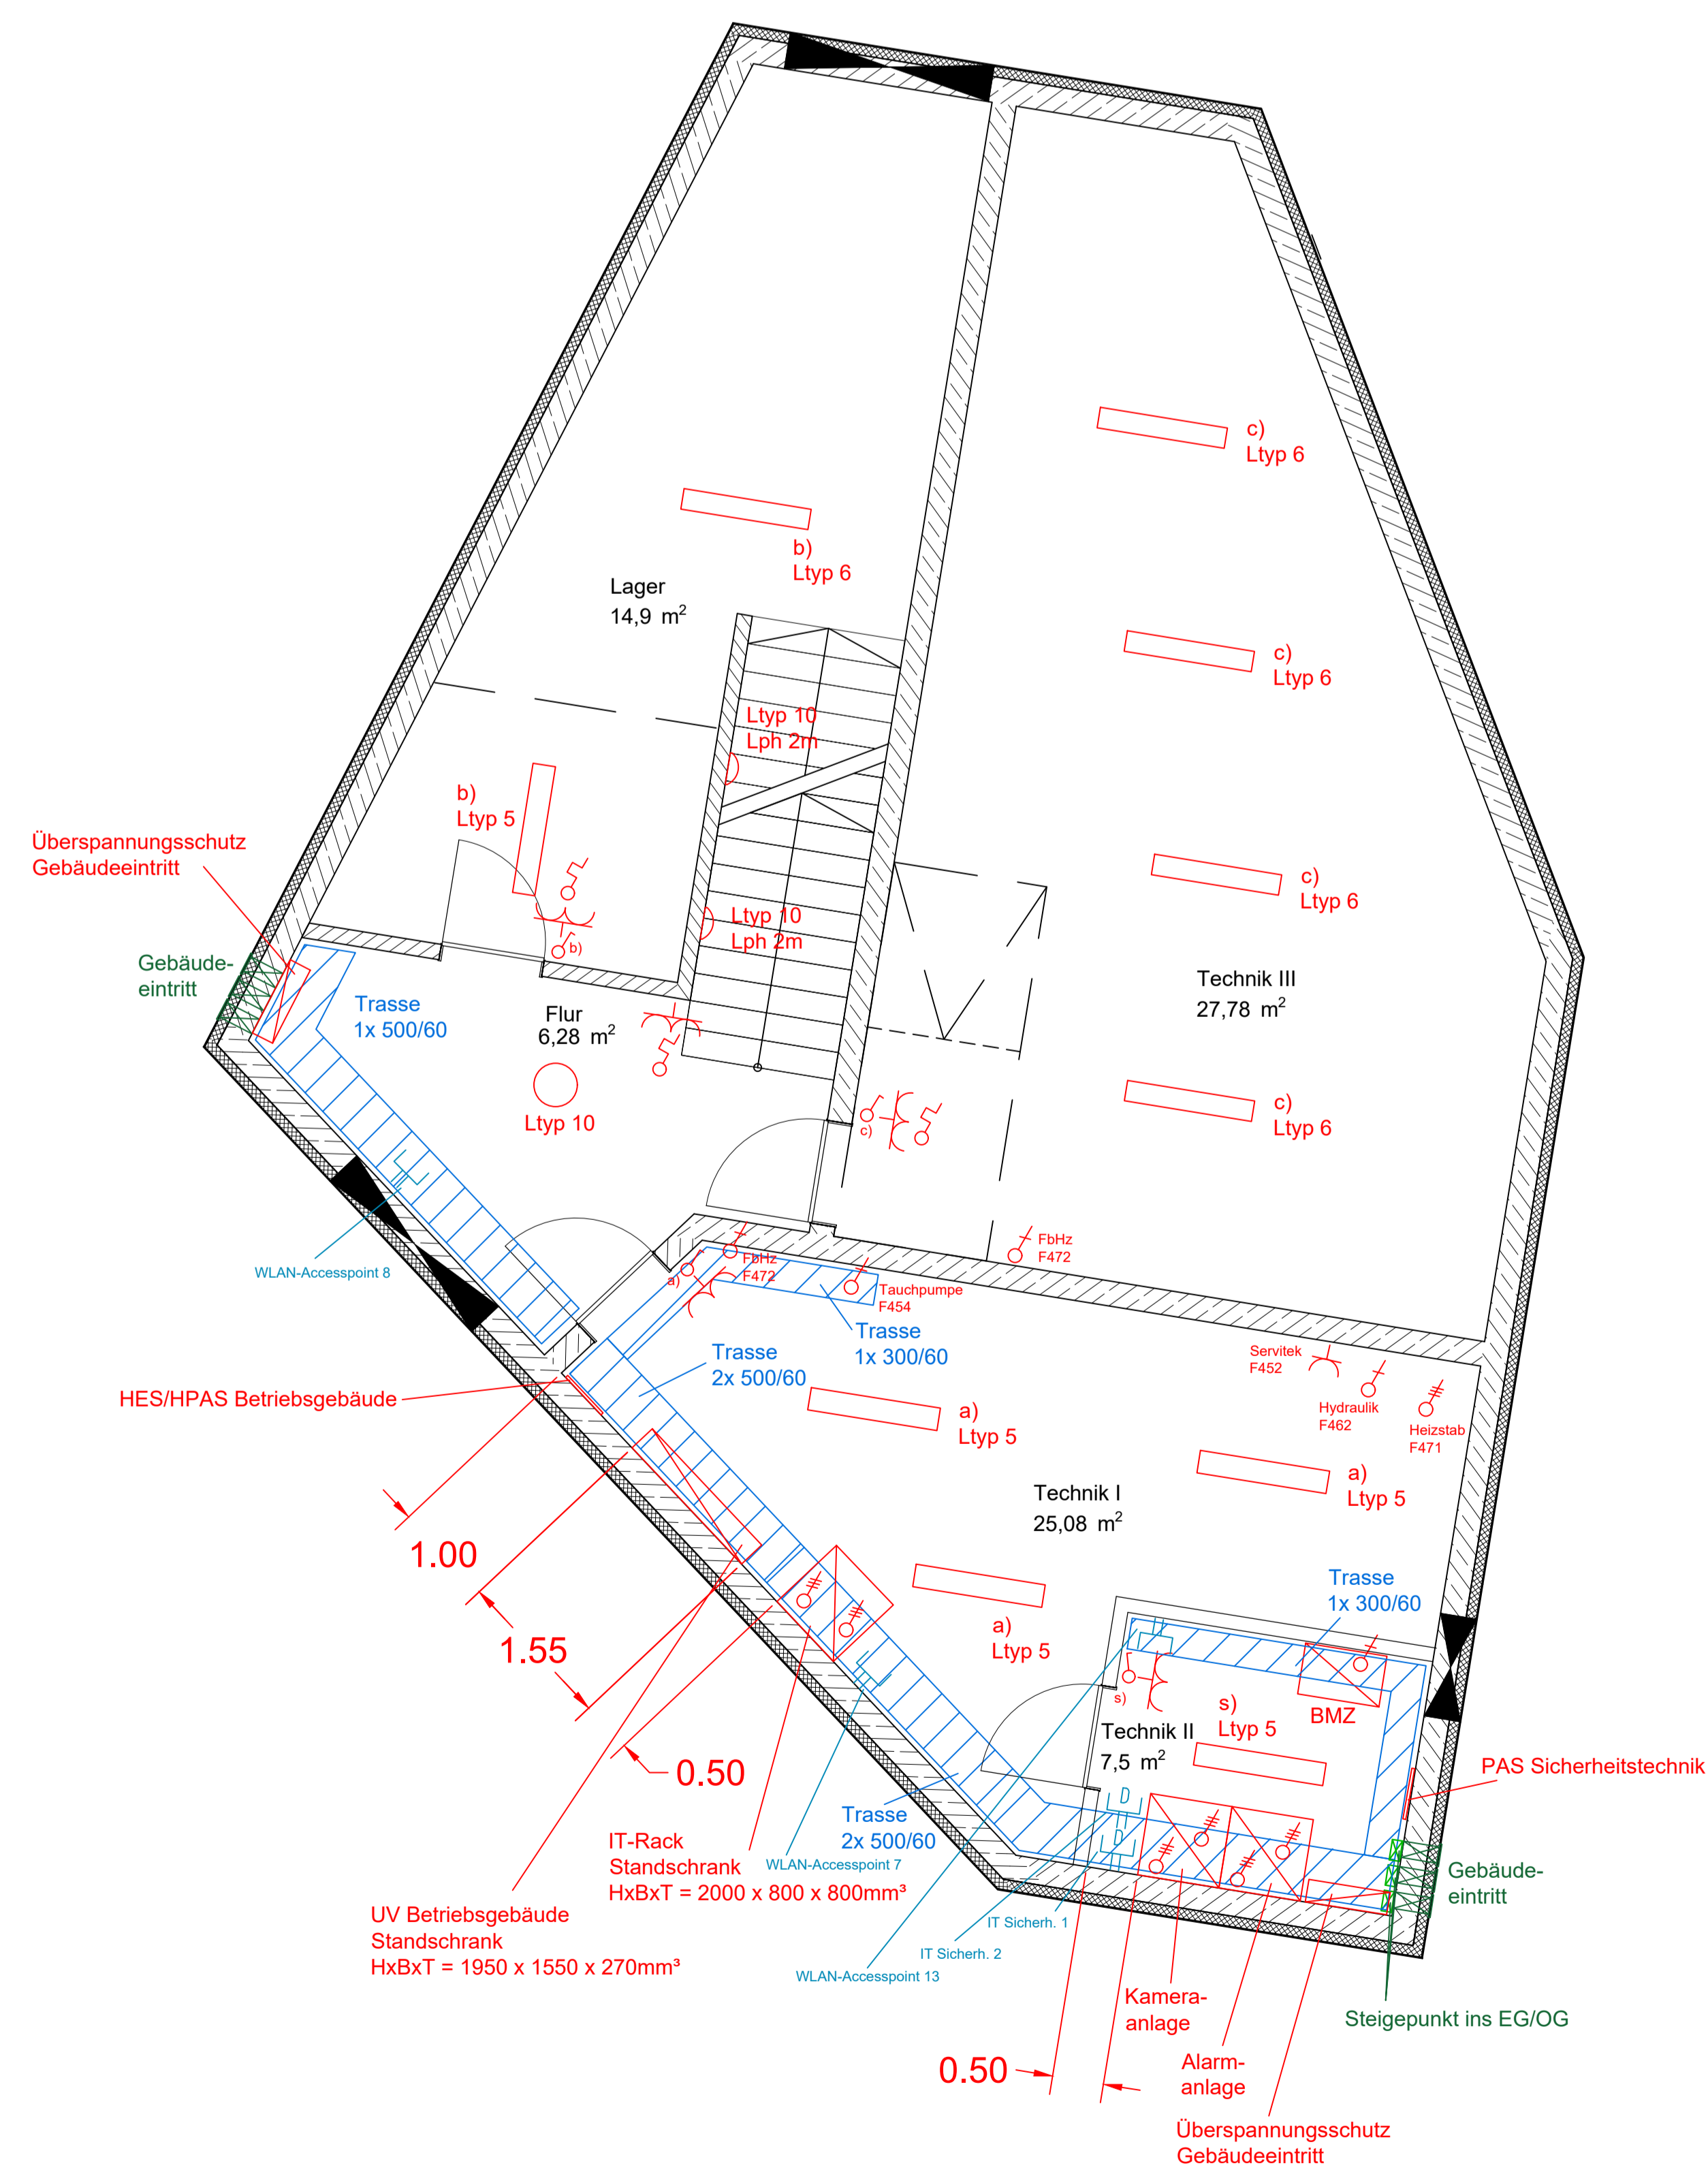 c)
Ltyp 6
b)
Ltyp 6
Lager
14,9 m²
c)
Ltyp 6
Ltyp 10
Lph 2m
b)
Ltyp 5
Überspannungsschutz
Gebäudeeintritt
c)
Ltyp 6
Ltyp 10
Lph 2m
b)
Gebäude-
eintritt
Trasse
1x 500/60
Flur
6,28 m²
Technik III
27,78 m²
Ltyp 10
c)
c)
Ltyp 6
WLAN-Accesspoint 8
a)
FbHz
F472
FbHz
F472
Tauchpumpe
F454
Trasse
1x 300/60
Trasse
2x 500/60
Servitek
F452
Hydraulik
F462
Heizstab
F471
HES/HPAS Betriebsgebäude
a)
Ltyp 5
a)
Ltyp 5
Technik I
25,08 m²
1.00
1.55
0.50
a)
Ltyp 5
Trasse
1x 300/60
s)
s)
Ltyp 5
BMZ
Technik II
7,5 m²
PAS Sicherheitstechnik
D
D
Trasse
2x 500/60
IT-Rack
Standschrank
HxBxT = 2000 x 800 x 800mm³
WLAN-Accesspoint 7
Gebäude-
eintritt
UV Betriebsgebäude
Standschrank
HxBxT = 1950 x 1550 x 270mm³
IT Sicherh. 1
IT Sicherh. 2
WLAN-Accesspoint 13
Kamera-
anlage
Steigepunkt ins EG/OG
0.50
Alarm-
anlage
Überspannungsschutz
Gebäudeeintritt